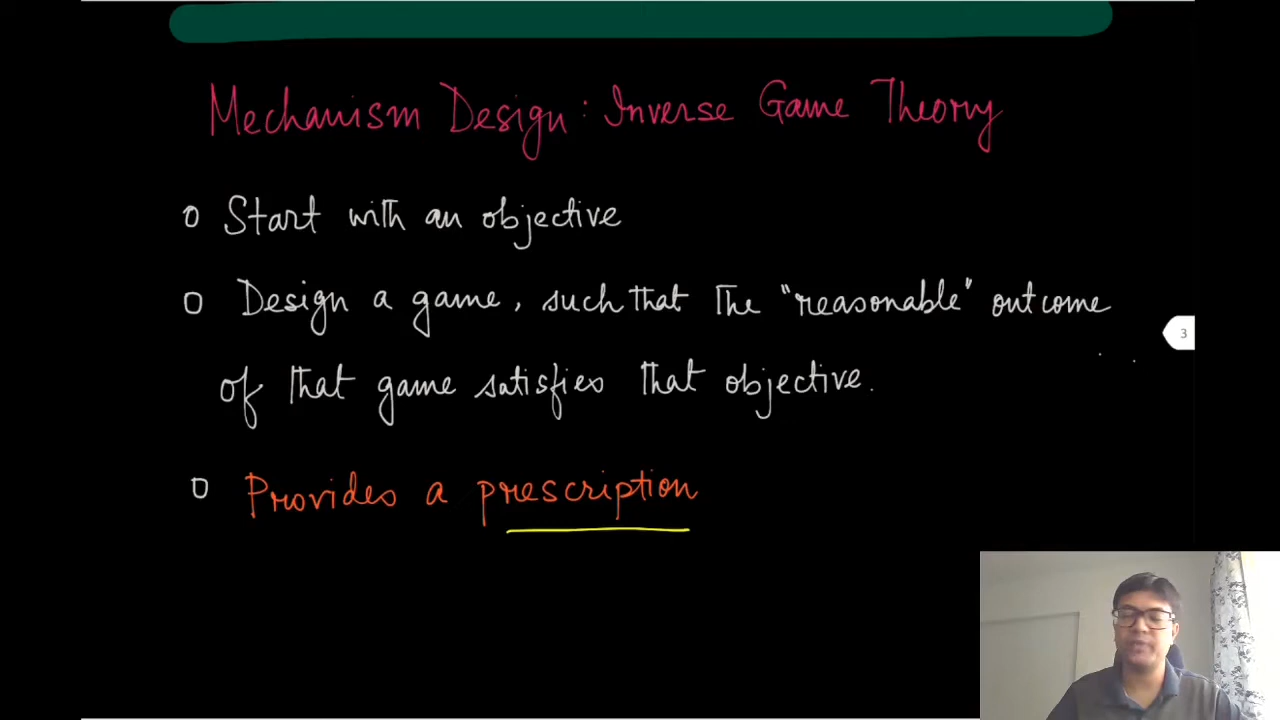 Mechanism Design: Inverse Game Theory
Start with an objective
Design a game, such that the "reasonable" outcome
of that game satisfies that objective.
Provides a prescription
3